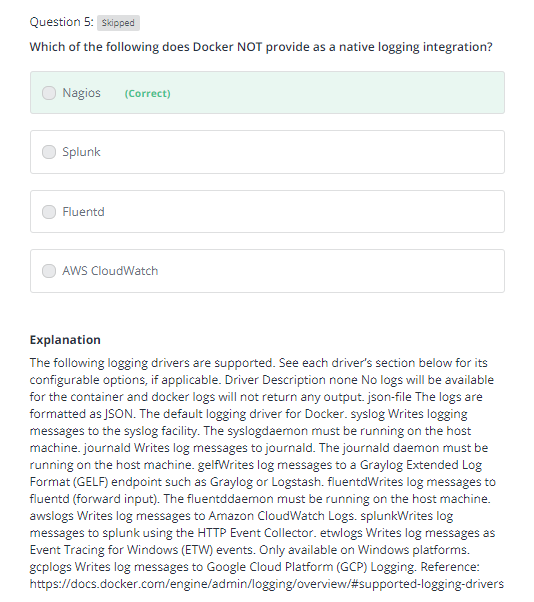 Question 5: Skipped
Which of the following does Docker NOT provide as a native logging integration?
Nagios (Correct)
Splunk
Fluentd
AWS CloudWatch
Explanation
The following logging drivers are supported. See each driver's section below for its
configurable options, if applicable. Driver Description none No logs will be available
for the container and docker logs will not return any output. json-file The logs are
formatted as JSON. The default logging driver for Docker. syslog Writes logging
messages to the syslog facility. The syslogdaemon must be running on the host
machine. journald Writes log messages to journald. The journald daemon must be
running on the host machine. gelfWrites log messages to a Graylog Extended Log
Format (GELF) endpoint such as Graylog or Logstash. fluentdWrites log messages to
fluentd (forward input). The fluentddaemon must be running on the host machine.
awslogs Writes log messages to Amazon CloudWatch Logs. splunkWrites log
messages to splunk using the HTTP Event Collector. etwlogs Writes log messages as
Event Tracing for Windows (ETW) events. Only available on Windows platforms.
gcplogs Writes log messages to Google Cloud Platform (GCP) Logging. Reference:
https://docs.docker.com/engine/admin/logging/overview/#supported-logging-drivers